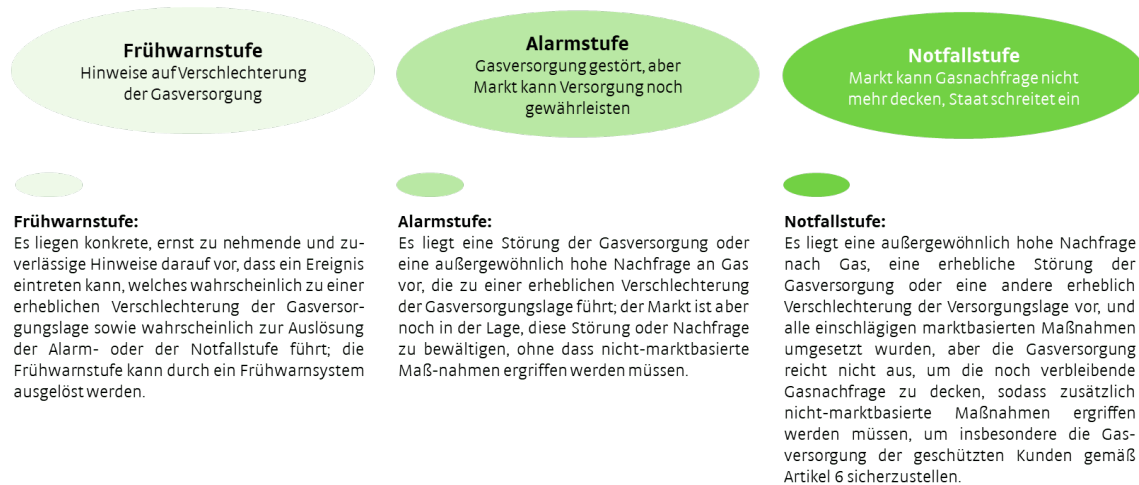 Frühwarnstufe
Hinweise auf Verschlechterung
der Gasversorgung
Alarmstufe
Gasversorgung gestört, aber
Markt kann Versorgung noch
gewährleisten
Notfallstufe
Markt kann Gasnachfrage nicht
mehr decken, Staat schreitet ein
Frühwarnstufe:
Es liegen konkrete, ernst zu nehmende und zu-
verlässige Hinweise darauf vor, dass ein Ereignis
eintreten kann, welches wahrscheinlich zu einer
erheblichen Verschlechterung der Gasversor-
gungslage sowie wahrscheinlich zur Auslösung
der Alarm- oder der Notfallstufe führt; die
Frühwarnstufe kann durch ein Frühwarnsystem
ausgelöst werden.
Alarmstufe:
Es liegt eine Störung der Gasversorgung oder
eine außergewöhnlich hohe Nachfrage an Gas
vor, die zu einer erheblichen Verschlechterung
der Gasversorgungslage führt; der Markt ist aber
noch in der Lage, diese Störung oder Nachfrage
zu bewältigen, ohne dass nicht-marktbasierte
Maß-nahmen ergriffen werden müssen.
Notfallstufe:
Es liegt eine außergewöhnlich hohe Nachfrage
nach Gas, eine erhebliche Störung der
Gasversorgung oder eine andere erheblich
Verschlechterung der Versorgungslage vor, und
alle einschlägigen marktbasierten Maßnahmen
umgesetzt wurden, aber die Gasversorgung
reicht nicht aus, um die noch verbleibende
Gasnachfrage zu decken, sodass zusätzlich
nicht-marktbasierte Maßnahmen ergriffen
werden müssen, um insbesondere die Gas-
versorgung der geschützten Kunden gemäß
Artikel 6 sicherzustellen.